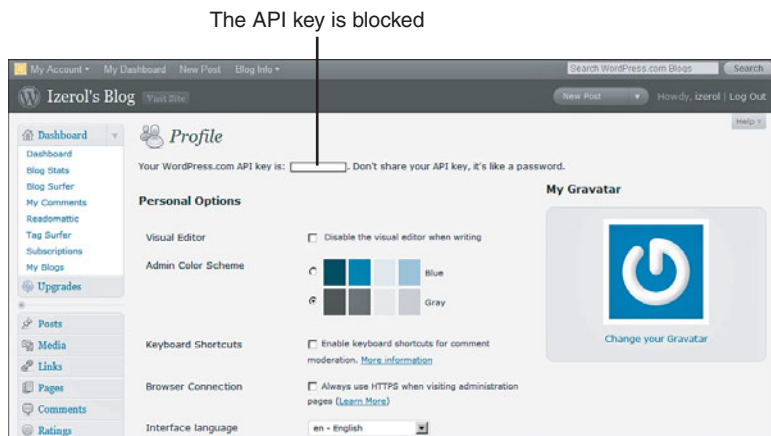 The API key is blocked
My Account My Dashboard New Post Blog Info
Search WordPress.com Blogs Search
Izerol's Blog Visit Site
New Post Howdy, izerol | Log Out
Help
Dashboard
Profile
Dashboard
Blog Stats
Blog Surfer
My Comments
Readomattic
Tag Surfer
Subscriptions
My Blogs
Upgrades
Posts
Media
Links
Pages
Comments
Ratings
Your WordPress.com API key is: . Don't share your API key, it's like a password.
Personal Options
Visual Editor Disable the visual editor when writing
Admin Color Scheme
Blue
Gray
Keyboard Shortcuts Enable keyboard shortcuts for comment
moderation. More information
Browser Connection Always use HTTPS when visiting administration
pages (Learn More)
Interface language en - English
My Gravatar
Change your Gravatar